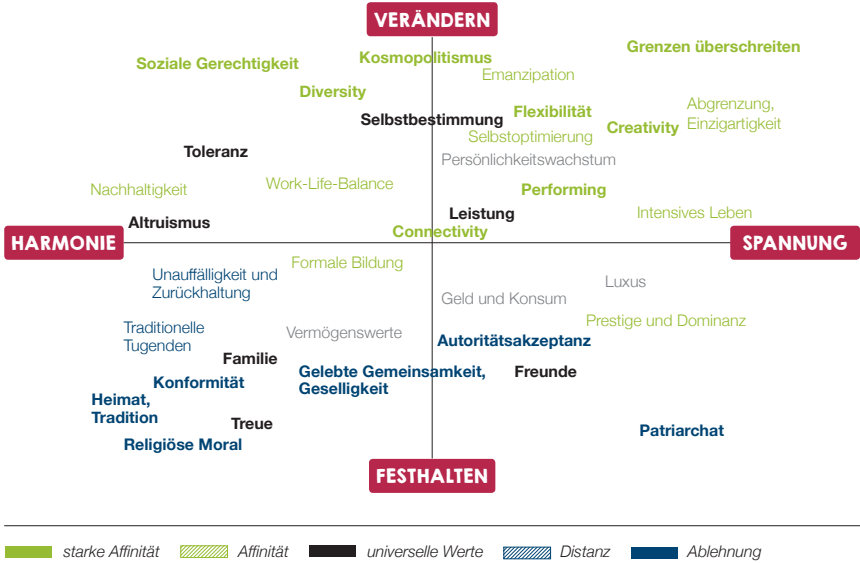 VERÄNDERN
Grenzen überschreiten
Kosmopolitismus
Soziale Gerechtigkeit
Emanzipation
Diversity
Abgrenzung,
Einzigartigkeit
Flexibilität
Selbstbestimmung
Creativity
Selbstoptimierung
Toleranz
Persönlichkeitswachstum
Work-Life-Balance
Nachhaltigkeit
Performing
Leistung
Intensives Leben
Altruismus
Connectivity
HARMONIE
SPANNUNG
Formale Bildung
Unauffälligkeit und
Zurückhaltung
Luxus
Geld und Konsum
Prestige und Dominanz
Traditionelle
Tugenden
Vermögenswerte
Autoritätsakzeptanz
Familie
Gelebte Gemeinsamkeit,
Geselligkeit
Freunde
Konformität
Heimat,
Tradition
Treue
Patriarchat
Religiöse Moral
FESTHALTEN
starke Affinität
Affinität
universelle Werte
Distanz
Ablehnung